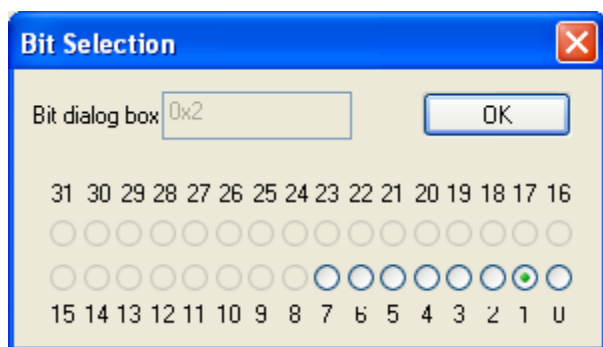 Bit Selection
Bit dialog box 0x2 OK
31 30 29 28 27 26 25 24 23 22 21 20 19 18 17 16
15 14 13 12 11 10 9 8 7 6 5 4 3 2 1 0